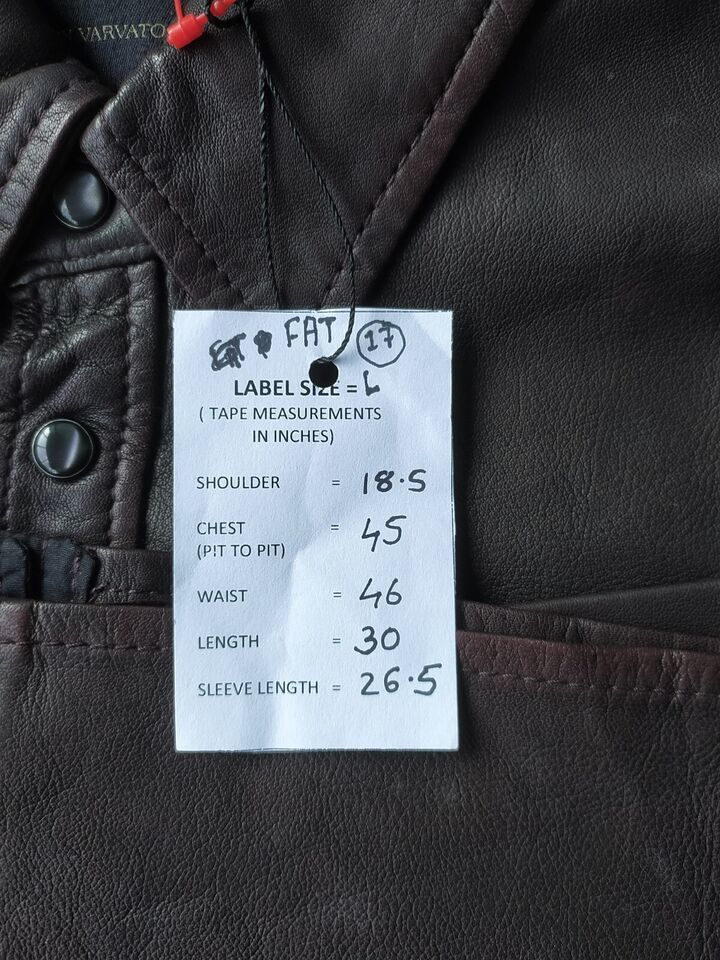 VARVATO
FAT 17
LABEL SIZE = L
( TAPE MEASUREMENTS
IN INCHES)
SHOULDER = 18.5
CHEST = 45
(PIT TO PIT)
WAIST = 46
LENGTH = 30
SLEEVE LENGTH = 26.5